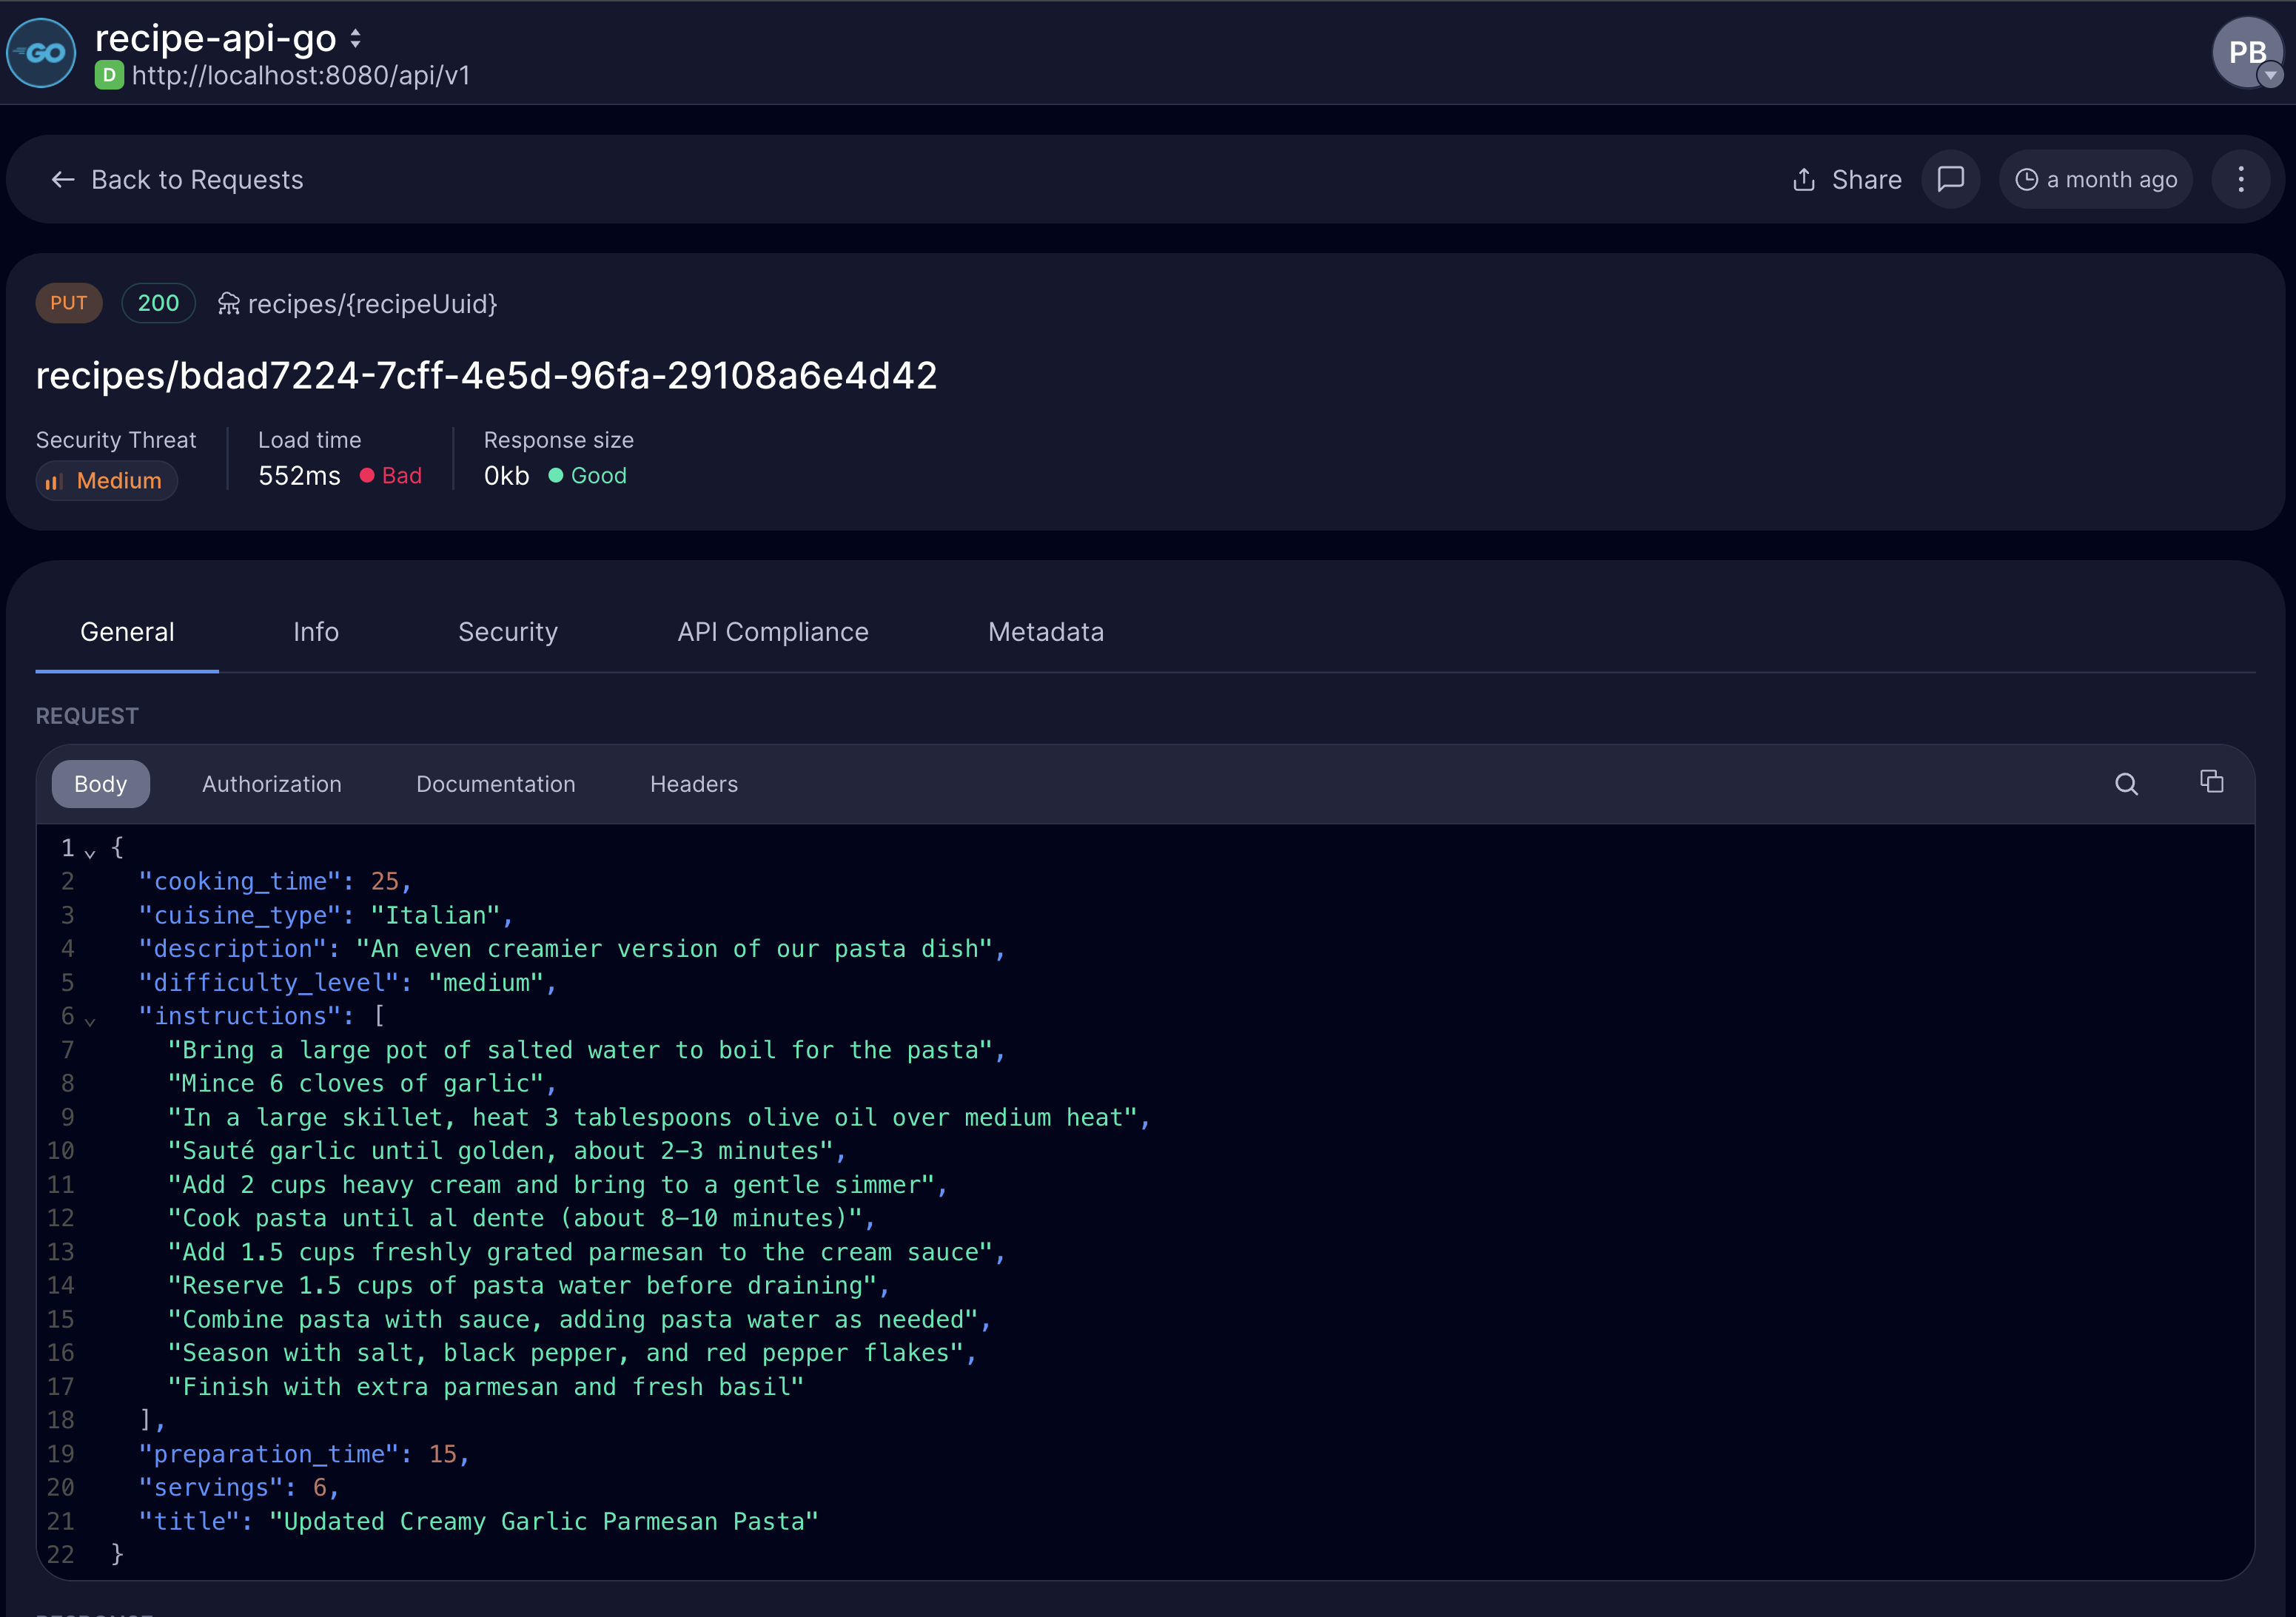 GO
recipe-api-go
D http://localhost:8080/api/v1
PB
Back to Requests
Share
a month ago
PUT 200 recipes/{recipeUuid}
recipes/bdad7224-7cff-4e5d-96fa-29108a6e4d42
Security Threat
Medium
Load time
552ms Bad
Response size
0kb Good
General Info Security API Compliance Metadata
REQUEST
Body Authorization Documentation Headers
1 {
2 "cooking_time": 25,
3 "cuisine_type": "Italian",
4 "description": "An even creamier version of our pasta dish",
5 "difficulty_level": "medium",
6 "instructions": [
7 "Bring a large pot of salted water to boil for the pasta",
8 "Mince 6 cloves of garlic",
9 "In a large skillet, heat 3 tablespoons olive oil over medium heat",
10 "Sauté garlic until golden, about 2-3 minutes",
11 "Add 2 cups heavy cream and bring to a gentle simmer",
12 "Cook pasta until al dente (about 8-10 minutes)",
13 "Add 1.5 cups freshly grated parmesan to the cream sauce",
14 "Reserve 1.5 cups of pasta water before draining",
15 "Combine pasta with sauce, adding pasta water as needed",
16 "Season with salt, black pepper, and red pepper flakes",
17 "Finish with extra parmesan and fresh basil"
18 ],
19 "preparation_time": 15,
20 "servings": 6,
21 "title": "Updated Creamy Garlic Parmesan Pasta"
22 }